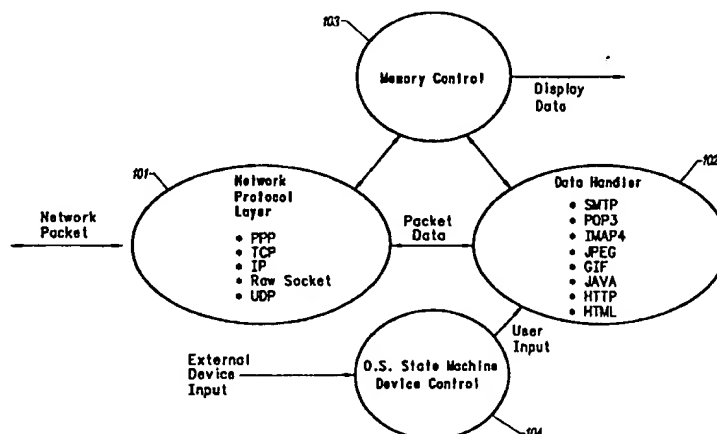 103
Memory Control
Display
Data
101
Network
Protocol
Layer
• PPP
• TCP
• IP
• Raw Socket
• UDP
Network
Packet
Packet
Data
102
Data Handler
• SMTP
• POP3
• IMAP4
• JPEG
• GIF
• JAVA
• HTTP
• HTML
User
Input
External
Device
Input
O.S. State Machine
Device Control
104